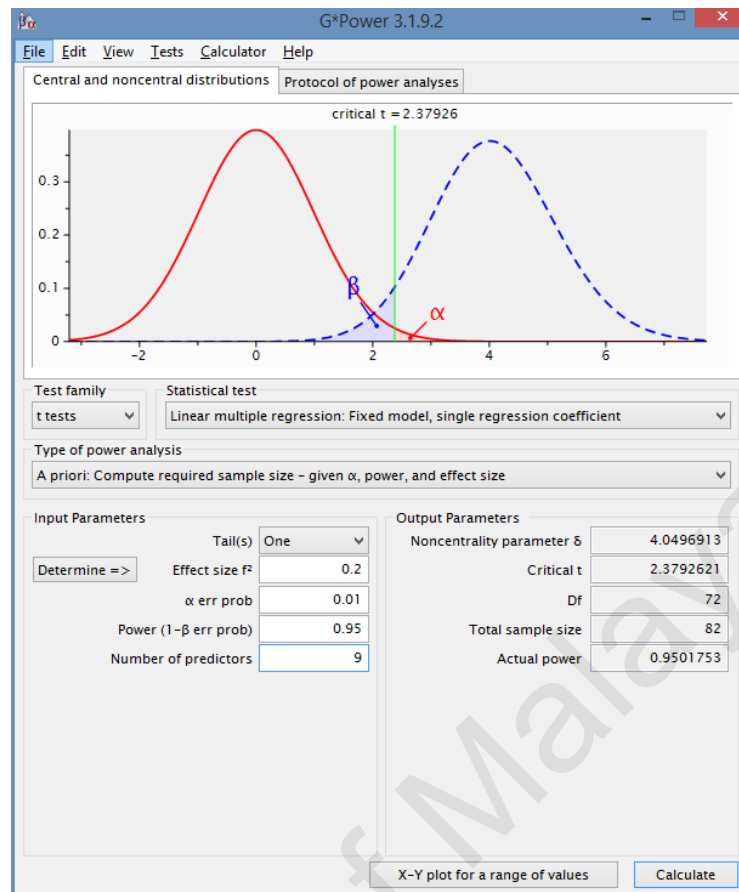 G*Power 3.1.9.2
File Edit View Tests Calculator Help
Central and noncentral distributions Protocol of power analyses
critical t = 2.37926
0.3
0.2
0.1
0
β
α
-2 0 2 4 6
Test family Statistical test
t tests Linear multiple regression: Fixed model, single regression coefficient
Type of power analysis
A priori: Compute required sample size – given α, power, and effect size
Input Parameters Output Parameters
Tail(s) One Noncentrality parameter δ 4.0496913
Determine => Effect size f² 0.2 Critical t 2.3792621
α err prob 0.01 Df 72
Power (1-β err prob) 0.95 Total sample size 82
Number of predictors 9 Actual power 0.9501753
f Malay
X-Y plot for a range of values Calculate